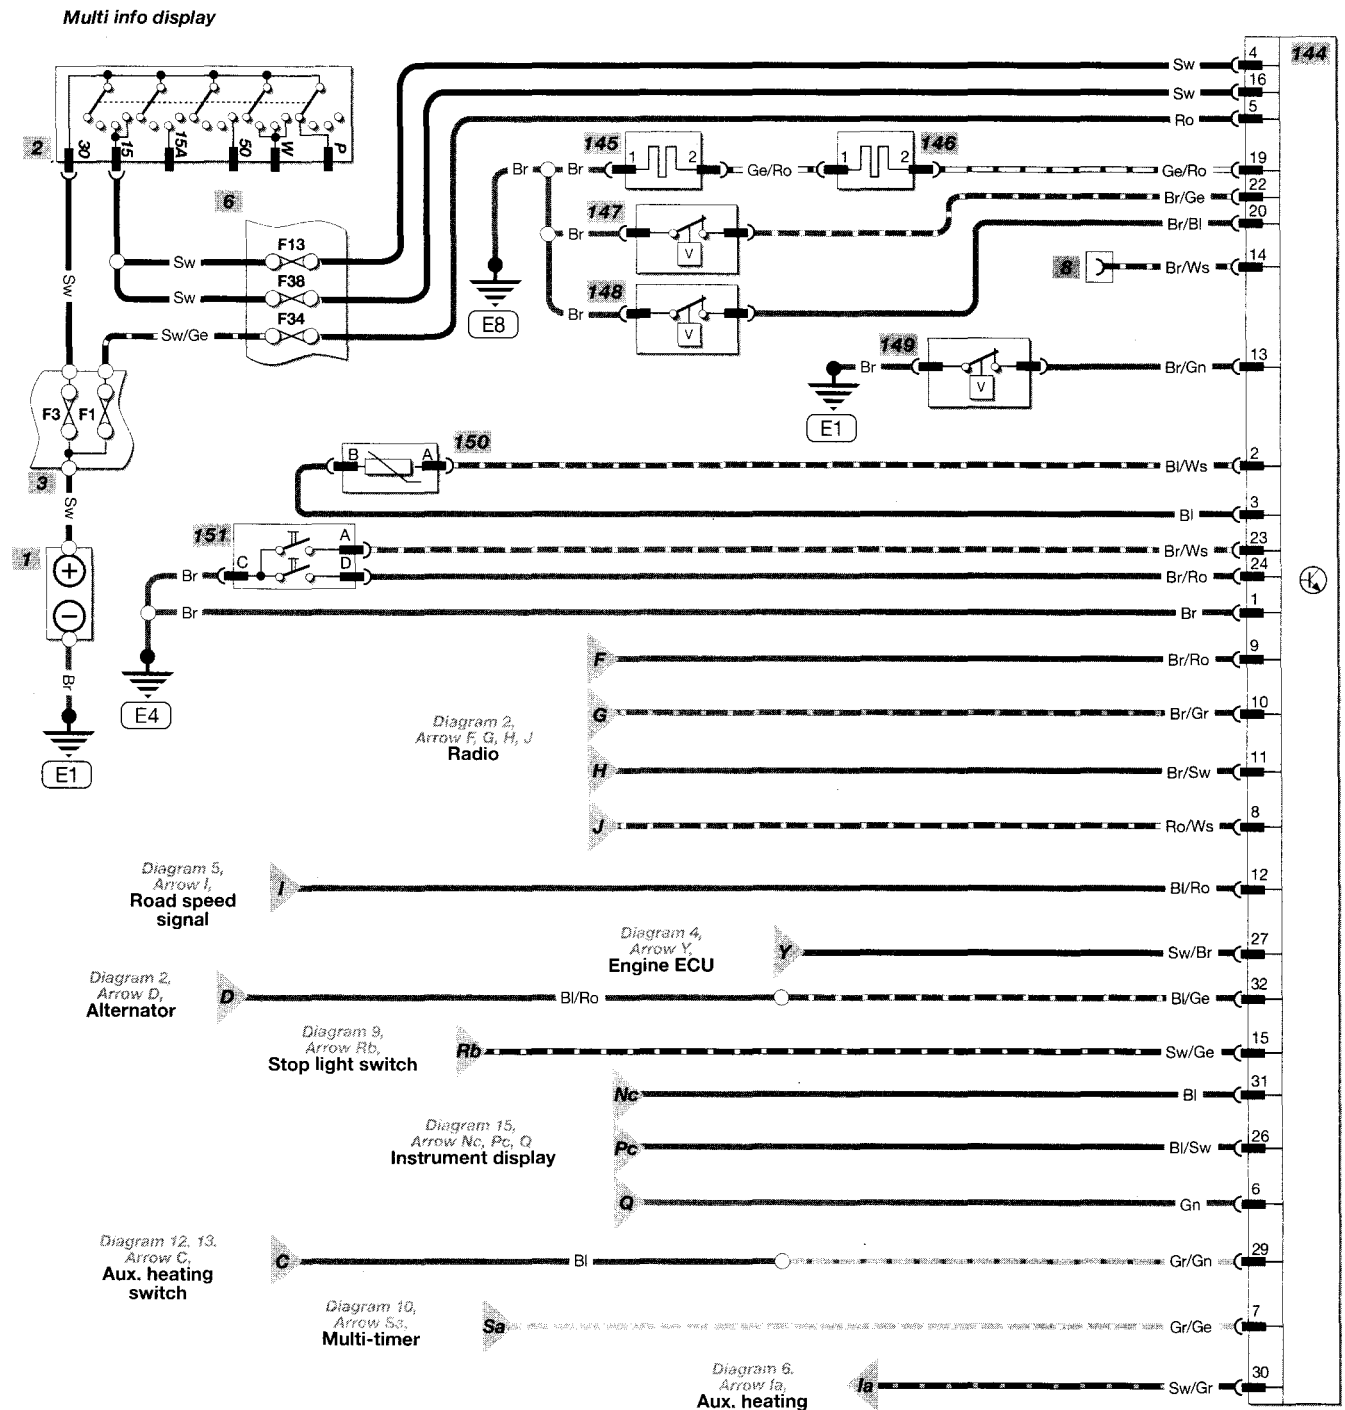 Multi info display
144
2
30
15
15A
50
W
P
6
F13
F38
F34
Sw
Sw
Sw/Ge
Sw
F3
F1
3
Sw
1
+
−
Br
E1
Sw
4
Sw
16
Ro
5
145
1
2
Ge/Ro
146
1
2
Ge/Ro
19
Br
Br
147
Br
V
Br/Ge
22
Br/Bl
20
148
Br
V
E8
8
Br/Ws
14
149
Br
V
Br/Gn
13
E1
150
B
A
Bl/Ws
2
Bl
3
151
A
C
D
Br
Br/Ws
23
Br/Ro
24
Br
Br
1
E4
F
Br/Ro
9
Diagram 2,
Arrow F, G, H, J
Radio
G
Br/Gr
10
H
Br/Sw
11
J
Ro/Ws
8
Diagram 5,
Arrow I,
Road speed
signal
I
Bl/Ro
12
Diagram 4,
Arrow Y,
Engine ECU
Y
Sw/Br
27
Diagram 2,
Arrow D,
Alternator
D
Bl/Ro
Bl/Ge
32
Diagram 9,
Arrow Rb,
Stop light switch
Rb
Sw/Ge
15
Nc
Bl
31
Diagram 15,
Arrow Nc, Pc, Q
Instrument display
Pc
Bl/Sw
26
Q
Gn
6
Diagram 12, 13.
Arrow C,
Aux. heating
switch
C
Bl
Gr/Gn
29
Diagram 10,
Arrow Sa,
Multi-timer
Sa
Gr/Ge
7
Diagram 6.
Arrow Ia,
Aux. heating
Ia
Sw/Gr
30